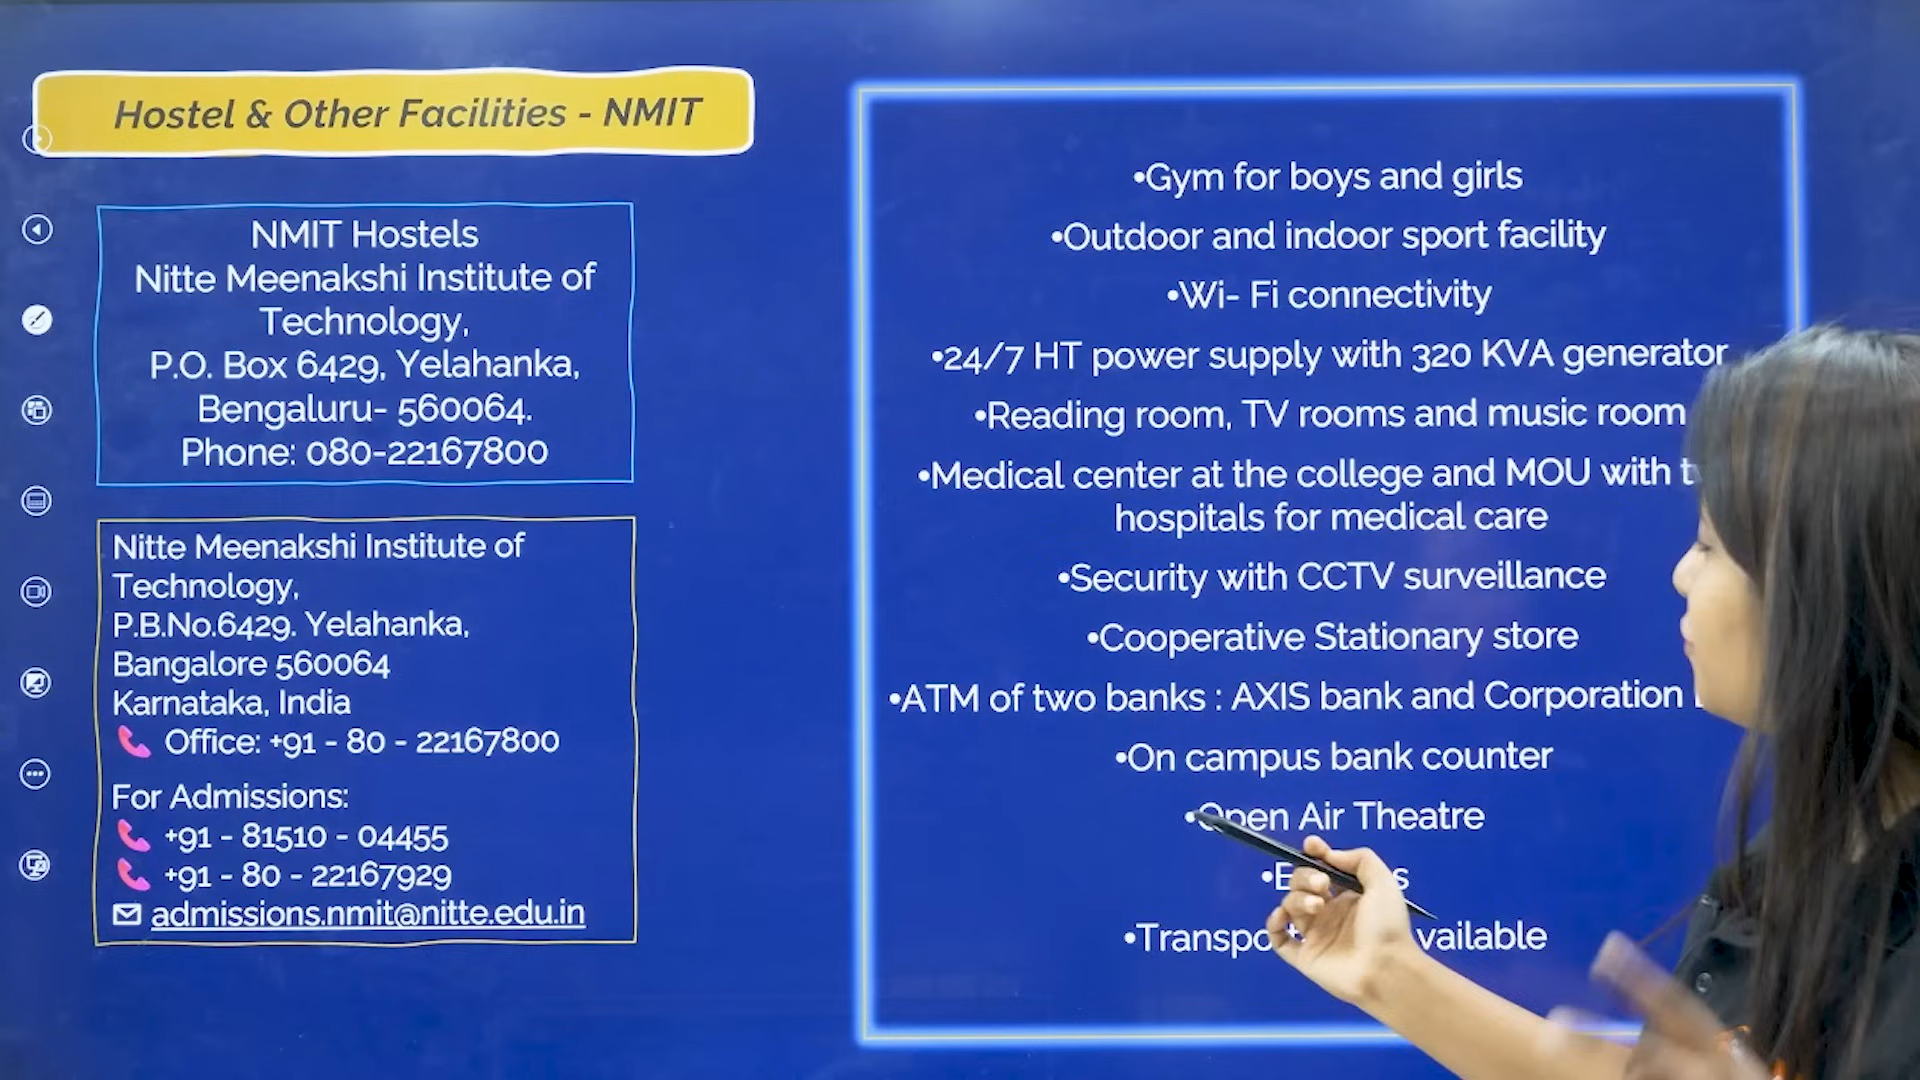 Hostel & Other Facilities - NMIT
NMIT Hostels
Nitte Meenakshi Institute of
Technology,
P.O. Box 6429, Yelahanka,
Bengaluru- 560064.
Phone: 080-22167800
Nitte Meenakshi Institute of
Technology,
P.B.No.6429. Yelahanka,
Bangalore 560064
Karnataka, India
Office: +91 - 80 - 22167800
For Admissions:
+91 - 81510 - 04455
+91 - 80 - 22167929
admissions.nmit@nitte.edu.in
•Gym for boys and girls
•Outdoor and indoor sport facility
•Wi- Fi connectivity
•24/7 HT power supply with 320 KVA generator
•Reading room, TV rooms and music room
•Medical center at the college and MOU with
hospitals for medical care
•Security with CCTV surveillance
•Cooperative Stationary store
•ATM of two banks : AXIS bank and Corporation
•On campus bank counter
•Open Air Theatre